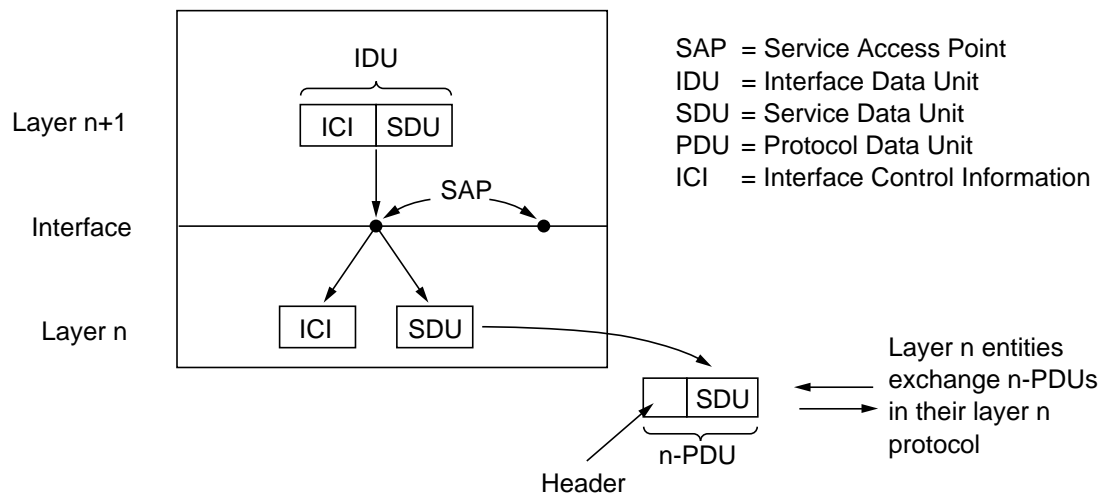 IDU
SAP = Service Access Point
IDU = Interface Data Unit
SDU = Service Data Unit
PDU = Protocol Data Unit
ICI = Interface Control Information
Layer n+1
ICI SDU
SAP
Interface
Layer n
ICI SDU
Layer n entities
exchange n-PDUs
in their layer n
protocol
SDU
n-PDU
Header